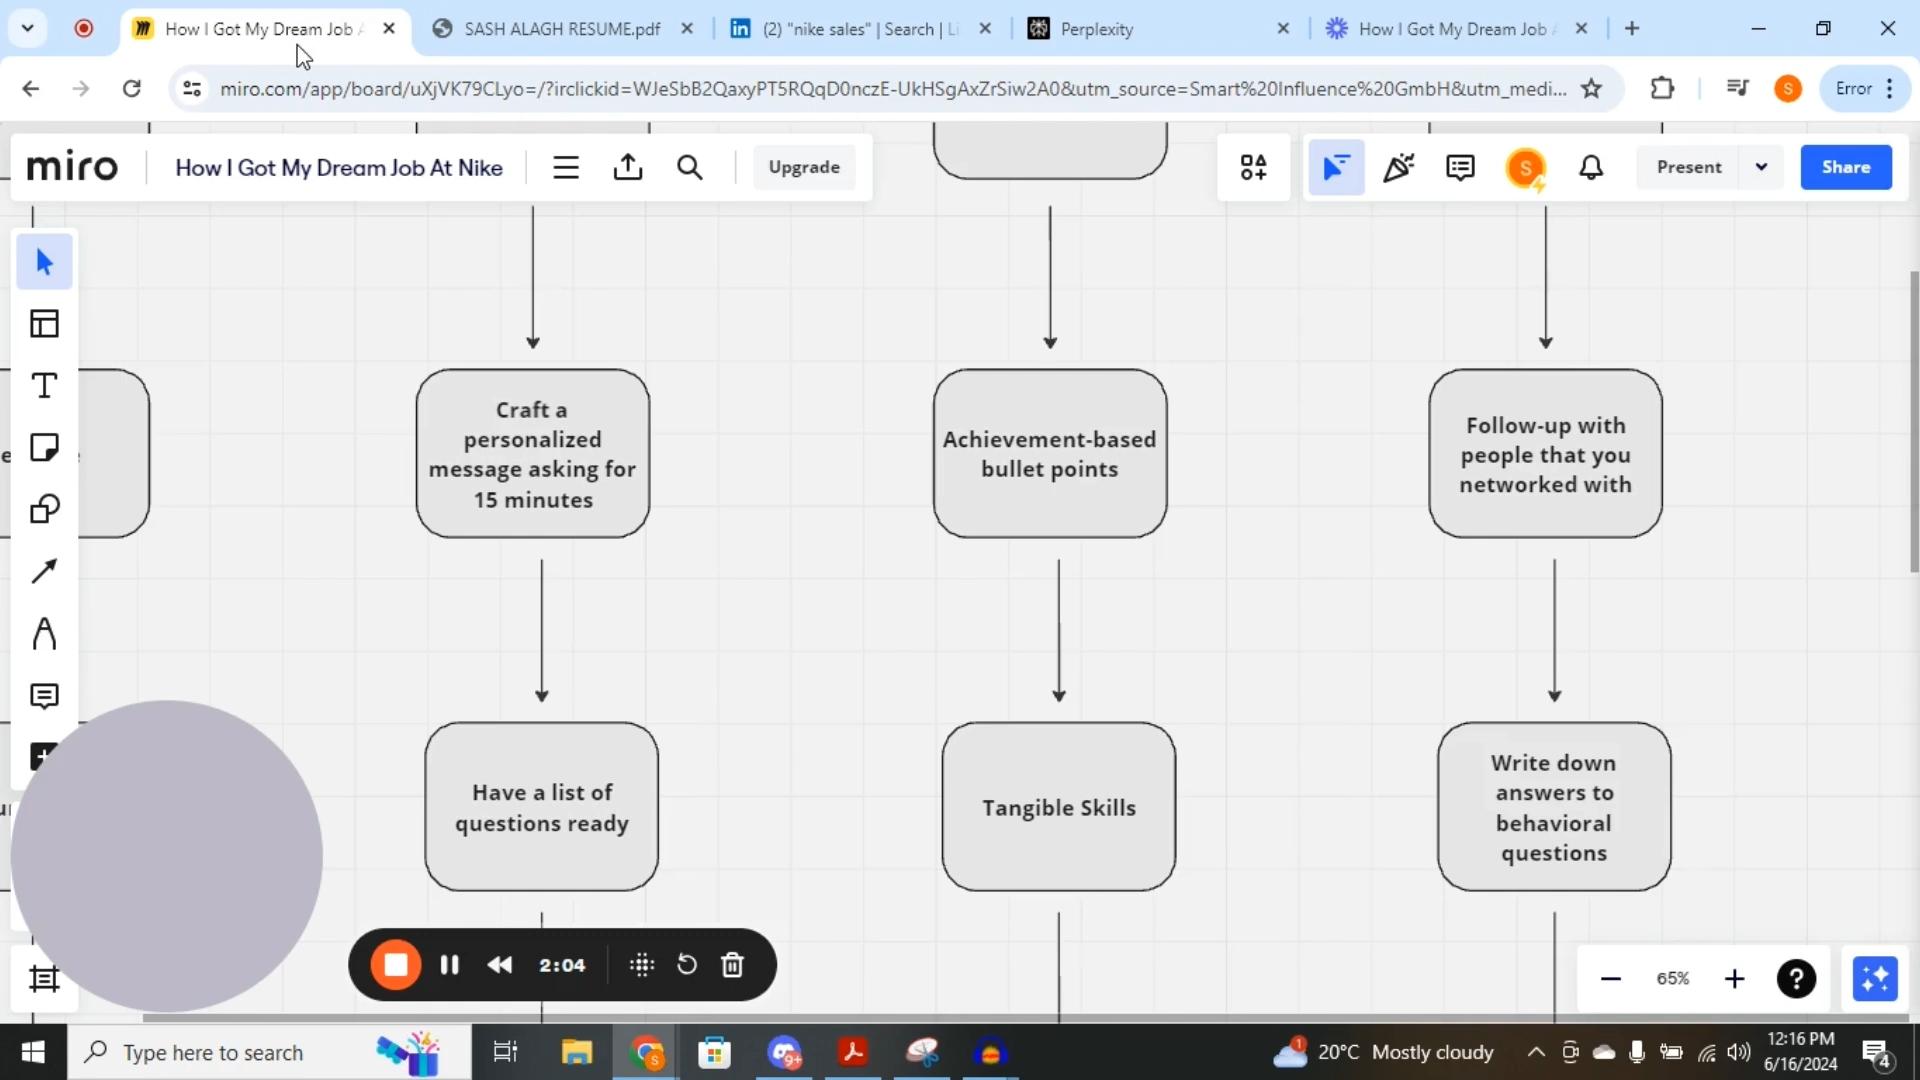 How I Got My Dream Job
SASH ALAGH RESUME.pdf
(2) "nike sales" | Search | Li
Perplexity
How I Got My Dream Job
miro.com/app/board/uXjVK79CLyo=/?irclickid=WJeSbB2QaxyPT5RQqD0nczE-UkHSgAxZrSiw2A0&utm_source=Smart%20Influence%20GmbH&utm_medi...
S
Error
miro
How I Got My Dream Job At Nike
Upgrade
S
Present
Share
Craft a
personalized
message asking for
15 minutes
Achievement-based
bullet points
Follow-up with
people that you
networked with
Have a list of
questions ready
Tangible Skills
Write down
answers to
behavioral
questions
2:04
65%
Type here to search
20°C Mostly cloudy
12:16 PM
6/16/2024
4